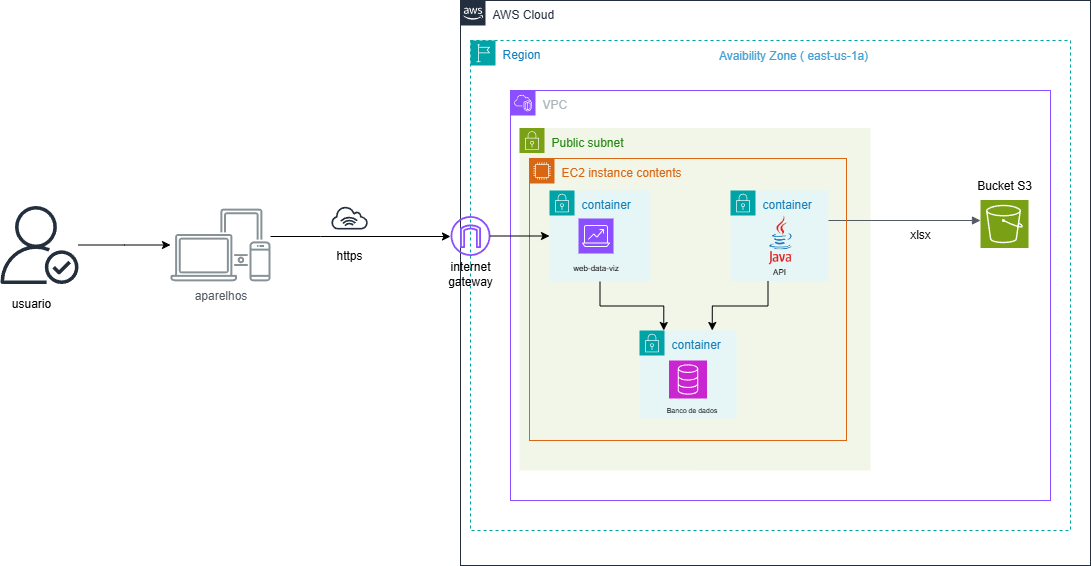 aws
AWS Cloud
Region
Avaibility Zone ( east-us-1a)
VPC
Public subnet
EC2 instance contents
container
container
Bucket S3
https
internet
gateway
web-data-viz
Java
API
xlsx
usuario
aparelhos
container
Banco de dados